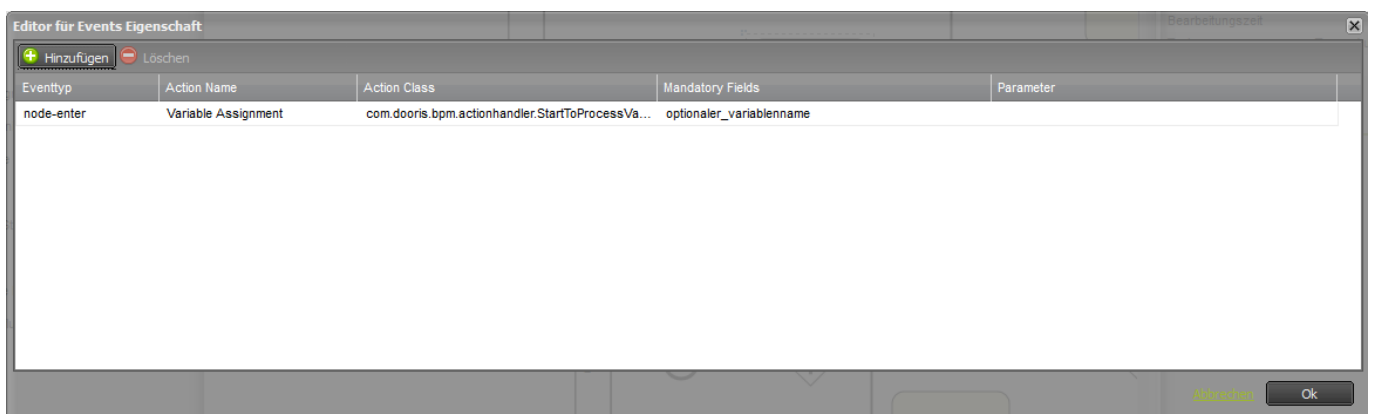 Editor für Events Eigenschaft
Bearbeitungszeit
Hinzufügen Löschen
Eventtyp Action Name Action Class Mandatory Fields Parameter
node-enter Variable Assignment com.dooris.bpm.actionhandler.StartToProcessVa... optionaler_variablenname
Abbrechen Ok